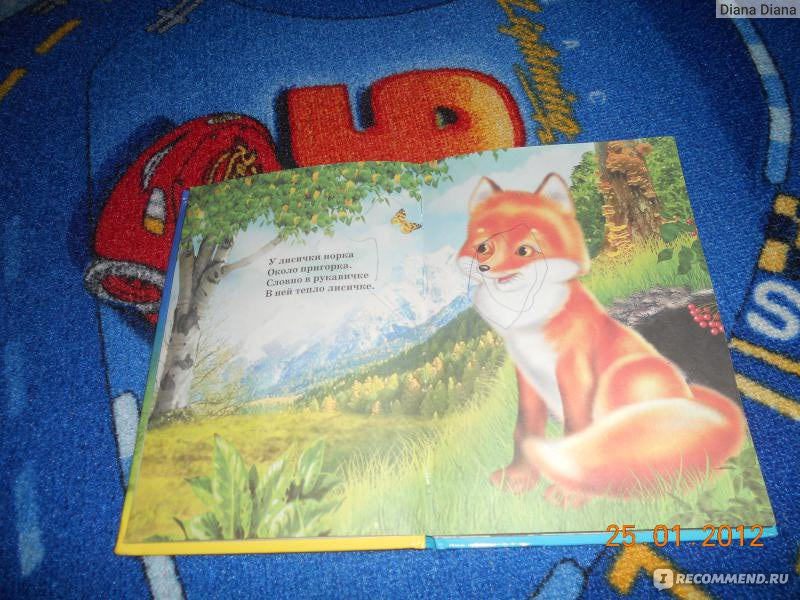 Diana Diana
У лисички норка
Около пригорка.
Словно в рукавичке
В ней тепло лисичке.
S
25 01 2012
I RECOMMEND.RU